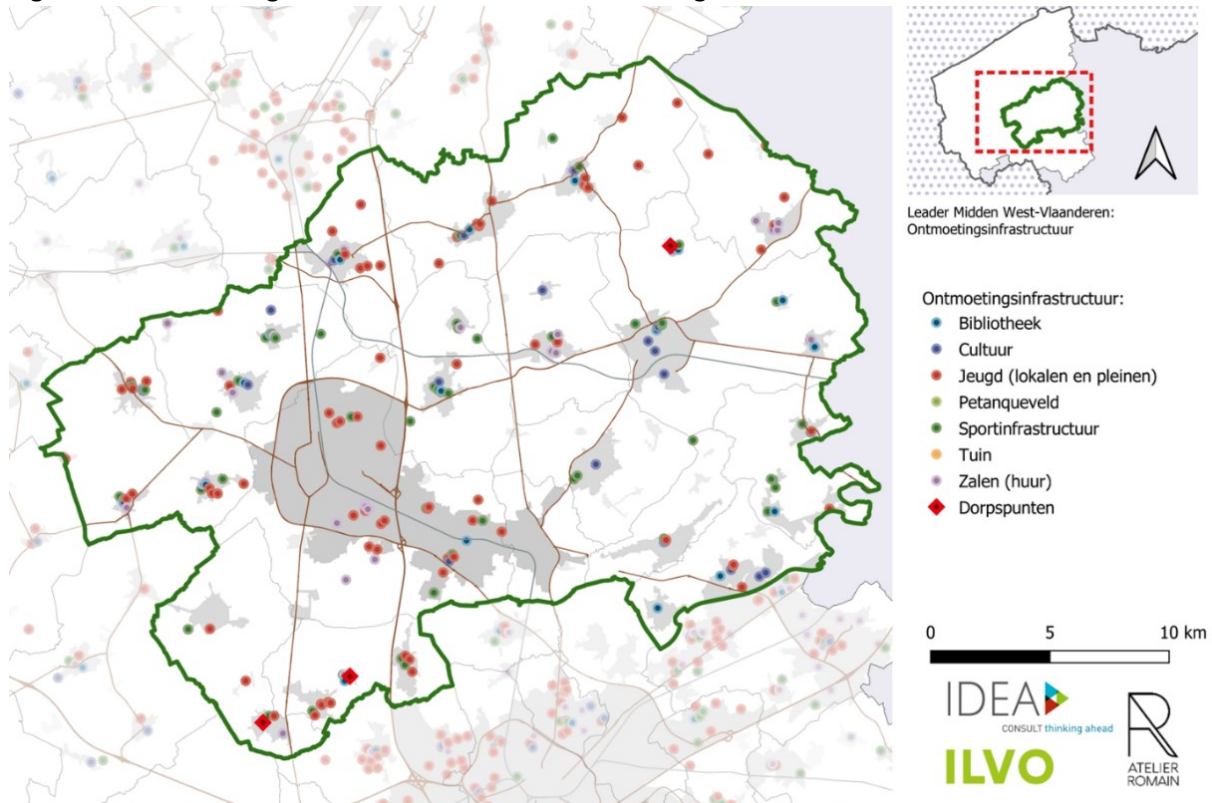 Leader Midden West-Vlaanderen:
Ontmoetingsinfrastructuur
Ontmoetingsinfrastructuur:
Bibliotheek
Cultuur
Jeugd (lokalen en pleinen)
Petanqueveld
Sportinfrastructuur
Tuin
Zalen (huur)
Dorpspunten
0 5 10 km
IDEA
CONSULT thinking ahead
ILVO
R
ATELIER
ROMAIN